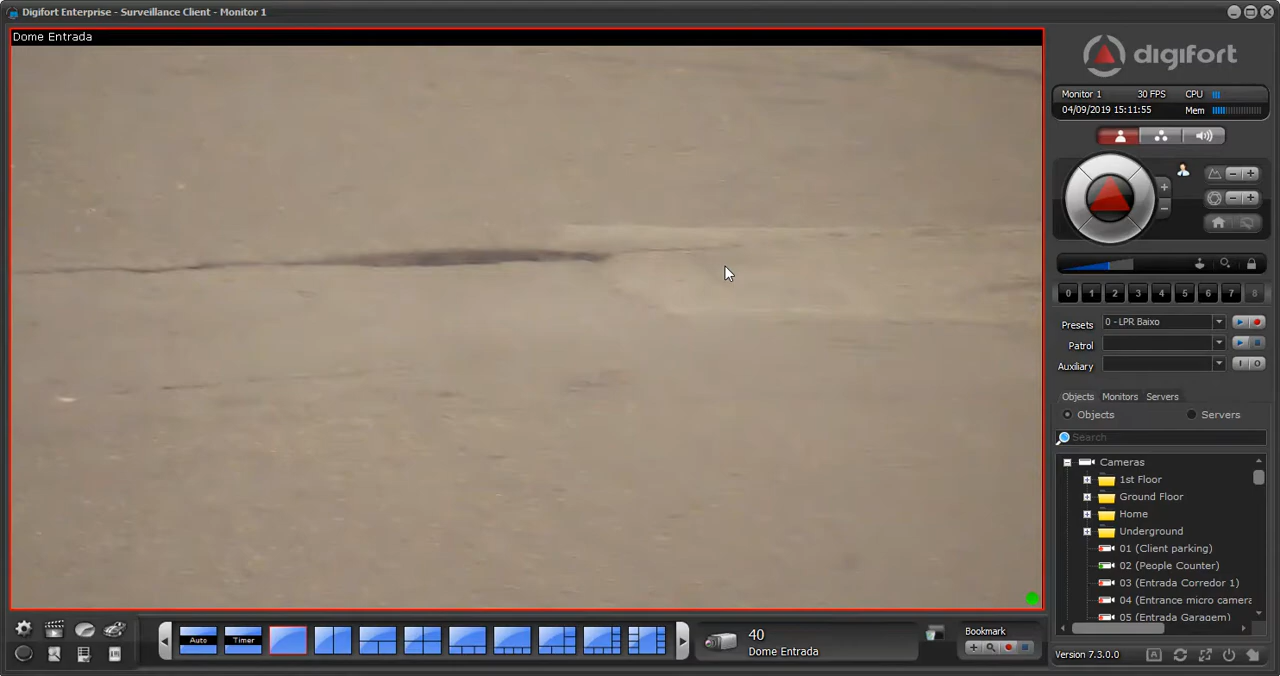 Digifort Enterprise - Surveillance Client - Monitor 1
Dome Entrada
digifort
Monitor 1 30 FPS CPU
04/09/2019 15:11:55 Mem
0 1 2 3 4 5 6 7 8
Presets 0 - LPR Baixo
Patrol
Auxiliary I O
Objects Monitors Servers
Objects Servers
Search
Cameras
1st Floor
Ground Floor
Home
Underground
01 (Client parking)
02 (People Counter)
03 (Entrada Corredor 1)
04 (Entrance micro camera
05 (Entrada Garagem)
Auto Timer
40
Dome Entrada
Bookmark
Version 7.3.0.0 A